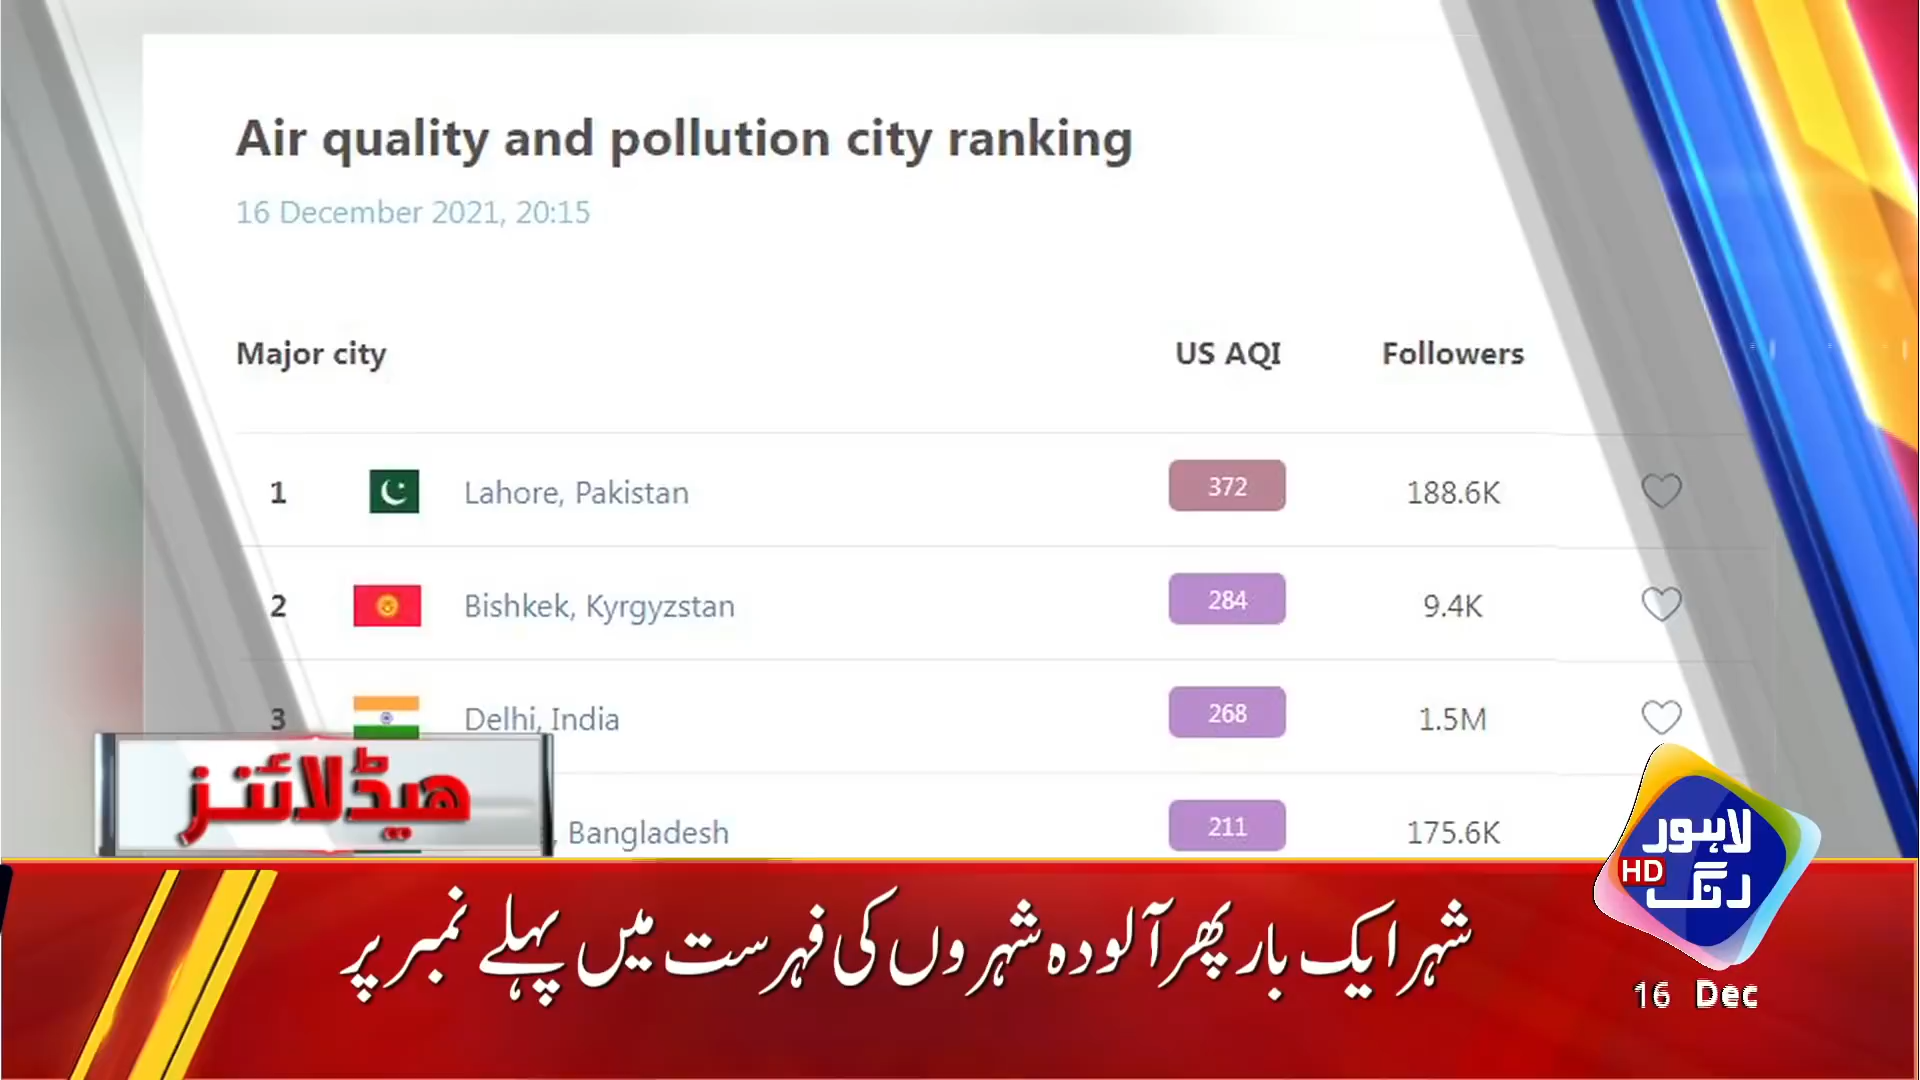 Air quality and pollution city ranking
16 December 2021, 20:15
Major city US AQI Followers
1 Lahore, Pakistan 372 188.6K
2 Bishkek, Kyrgyzstan 284 9.4K
3 Delhi, India 268 1.5M
, Bangladesh 211 175.6K
ہیڈلائنز
لاہور
HD رنگ
شہر ایک بار پھر آلودہ شہروں کی فہرست میں پہلے نمبر پر
16 Dec